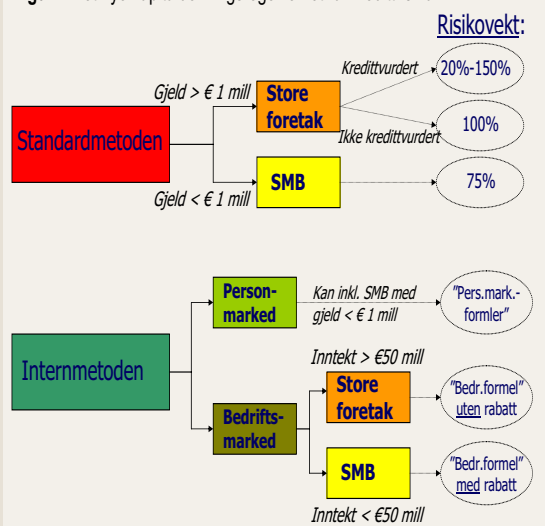 Risikovekt:
Kredittvurdert
20%-150%
Gjeld > € 1 mill
Store
foretak
Ikke kredittvurdert
100%
Standardmetoden
SMB
75%
Gjeld < € 1 mill
Person-
marked
Kan inkl. SMB med
gjeld < € 1 mill
"Pers.mark.-
formler"
Internmetoden
Inntekt > €50 mill
Store
foretak
"Bedr.formel"
uten rabatt
Bedrifts-
marked
SMB
"Bedr.formel"
med rabatt
Inntekt < €50 mill